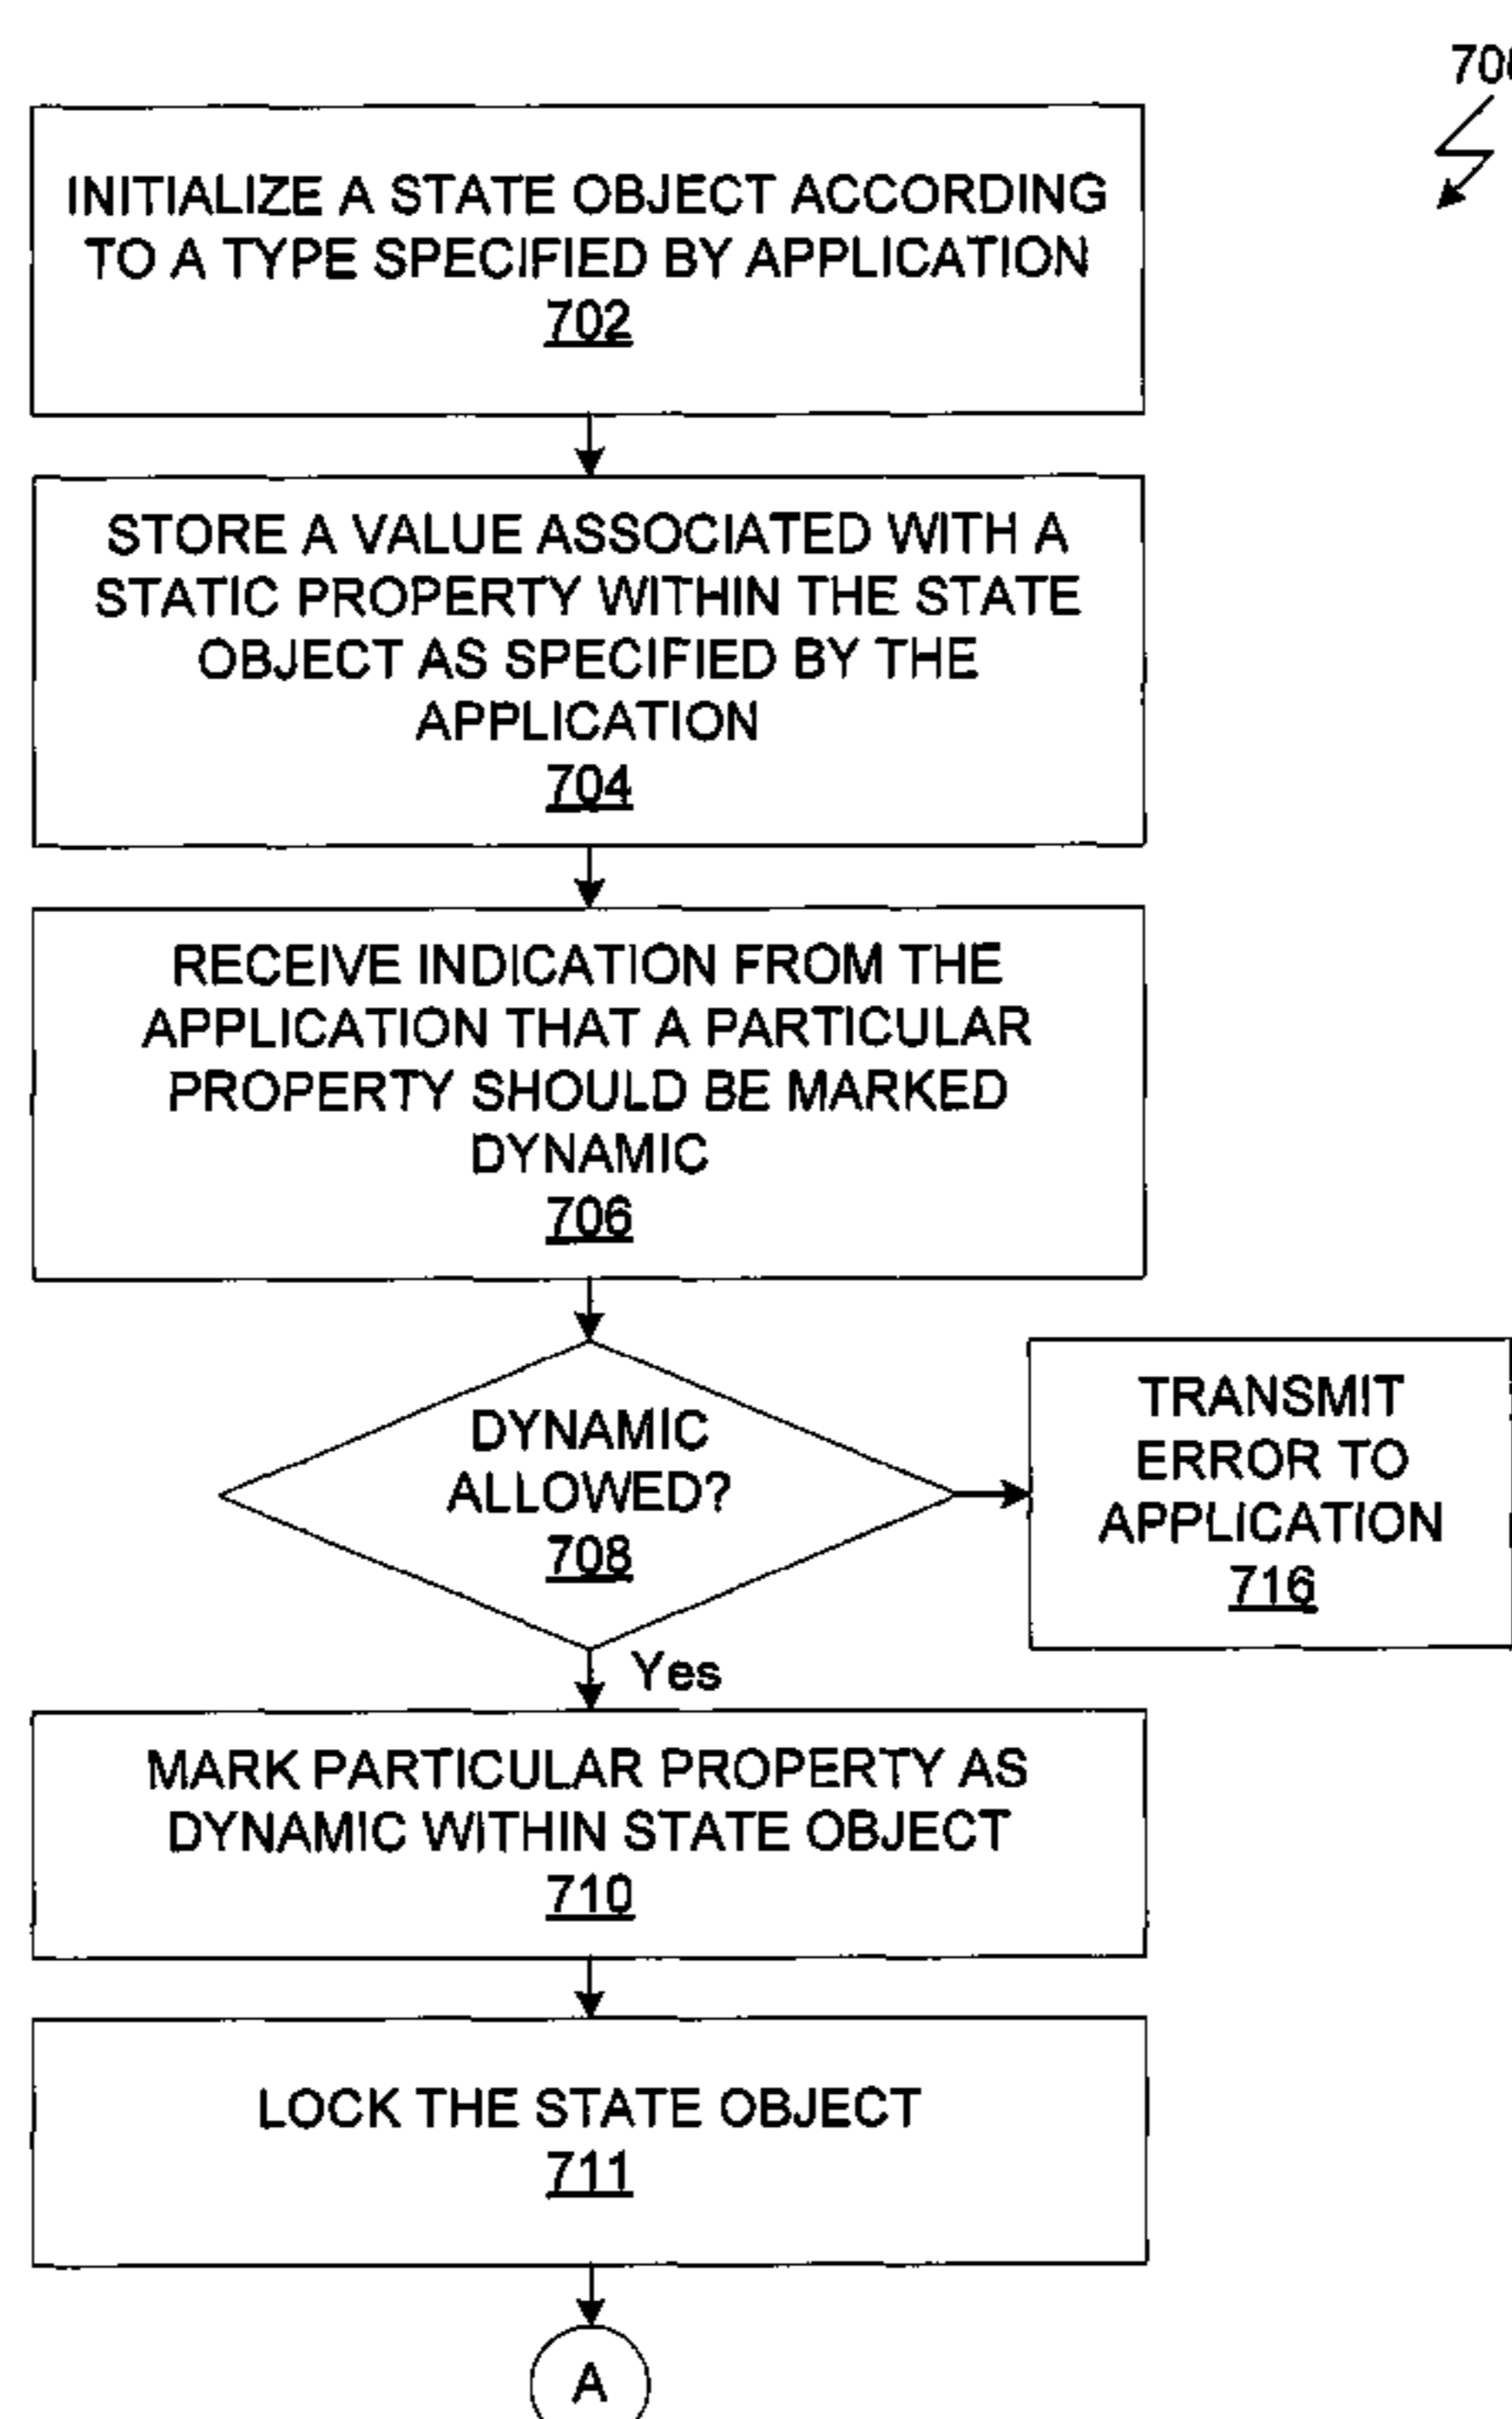 700
INITIALIZE A STATE OBJECT ACCORDING
TO A TYPE SPECIFIED BY APPLICATION
702
STORE A VALUE ASSOCIATED WITH A
STATIC PROPERTY WITHIN THE STATE
OBJECT AS SPECIFIED BY THE
APPLICATION
704
RECEIVE INDICATION FROM THE
APPLICATION THAT A PARTICULAR
PROPERTY SHOULD BE MARKED
DYNAMIC
706
DYNAMIC
ALLOWED?
708
TRANSMIT
ERROR TO
APPLICATION
716
Yes
MARK PARTICULAR PROPERTY AS
DYNAMIC WITHIN STATE OBJECT
710
LOCK THE STATE OBJECT
711
A